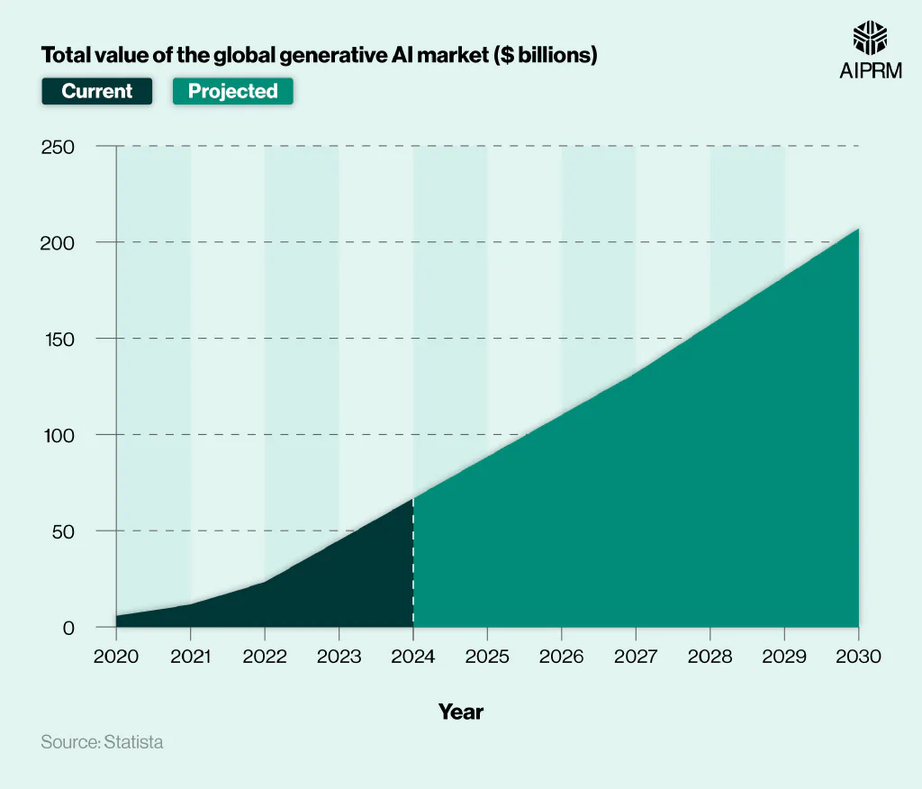 Total value of the global generative AI market ($ billions)
AIPRM
Current Projected
250
200
150
100
50
0
2020 2021 2022 2023 2024 2025 2026 2027 2028 2029 2030
Year
Source: Statista